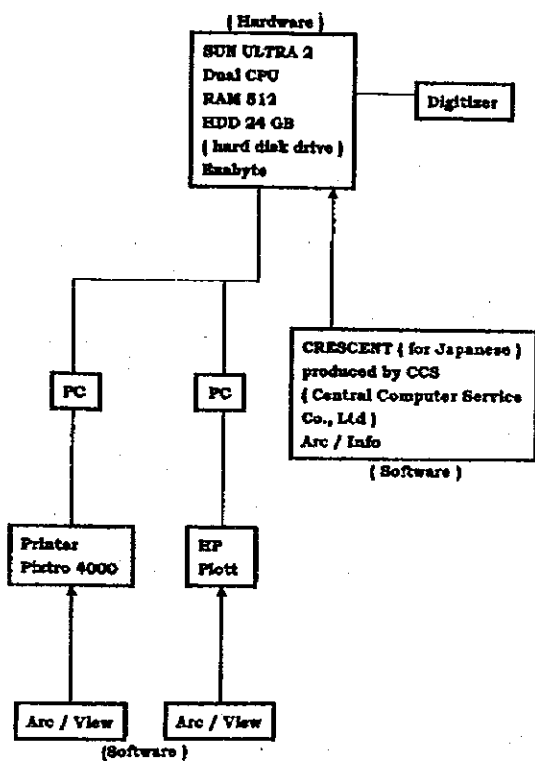 ( Hardware )
SUN ULTRA 2
Dual CPU
RAM 512
HDD 24 GB
( hard disk drive )
Exabyte
Digitizer
CRESCENT ( for Japanese )
produced by CCS
( Central Computer Service
Co., Ltd )
Arc / Info
( Software )
PC
PC
Printer
Pixtro 4000
HP
Plott
Arc / View
Arc / View
(Software )